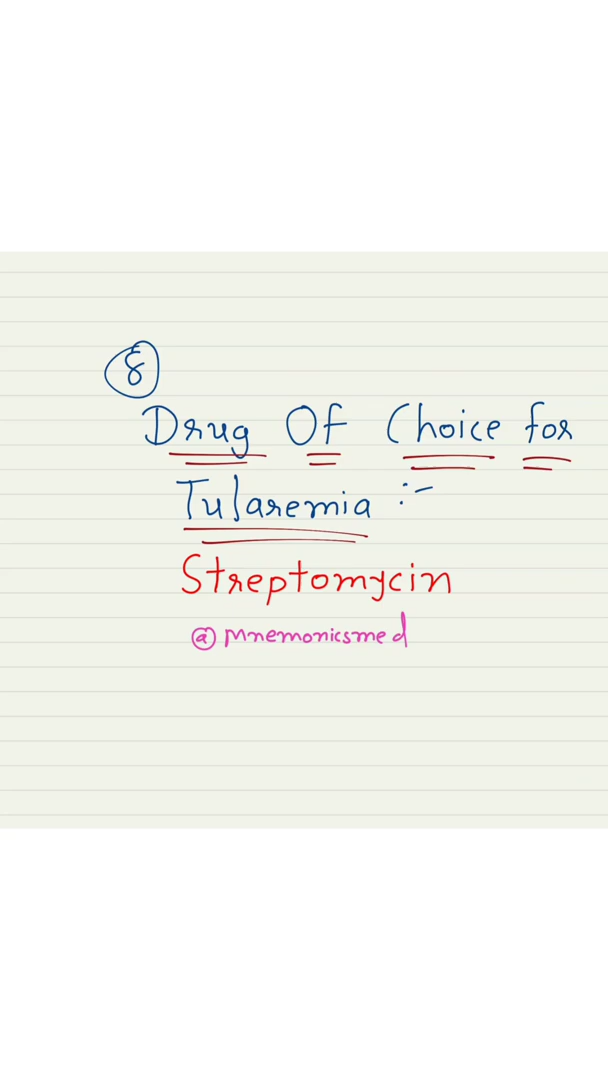 8
Drug Of Choice for
Tularemia :-
Streptomycin
@mnemonicsmed